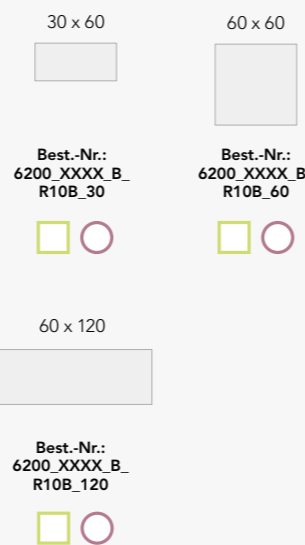 30 x 60
Best.-Nr.:
6200_XXXX_B_
R10B_30
60 x 60
Best.-Nr.:
6200_XXXX_B
R10B_60
60 x 120
Best.-Nr.:
6200_XXXX_B_
R10B_120